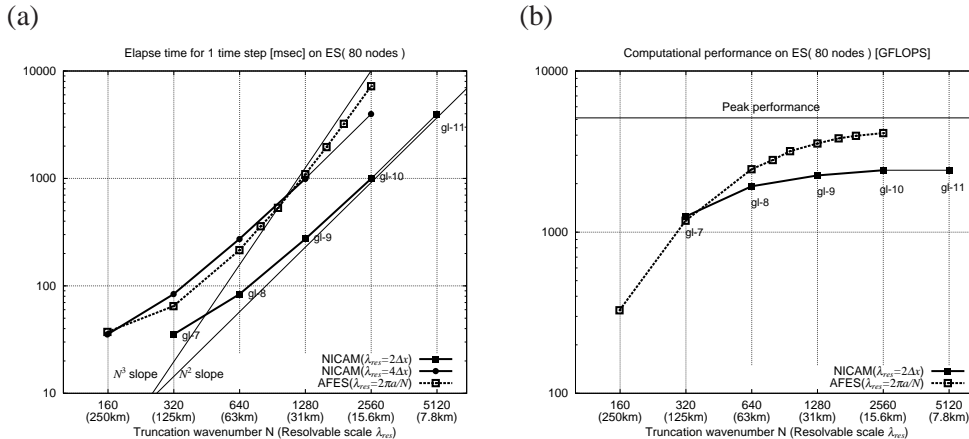 (a)
(b)
Elapse time for 1 time step [msec] on ES( 80 nodes )
10000
1000
100
10
gl-11
gl-10
gl-9
gl-8
gl-7
N³ slope
N² slope
NICAM(λres=2Δx)
NICAM(λres=4Δx)
AFES(λres=2πa/N)
160 320 640 1280 2560 5120
(250km) (125km) (63km) (31km) (15.6km) (7.8km)
Truncation wavenumber N (Resolvable scale λres)
Computational performance on ES( 80 nodes ) [GFLOPS]
10000
1000
100
Peak performance
gl-7
gl-8
gl-9
gl-10
gl-11
NICAM(λres=2Δx)
AFES(λres=2πa/N)
160 320 640 1280 2560 5120
(250km) (125km) (63km) (31km) (15.6km) (7.8km)
Truncation wavenumber N (Resolvable scale λres)